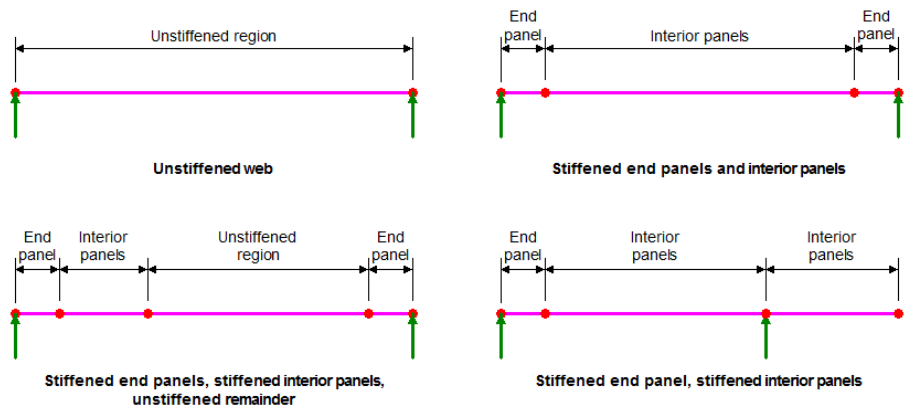 Unstiffened region
Unstiffened web
End
panel
Interior panels
End
panel
Stiffened end panels and interior panels
End
panel
Interior
panels
Unstiffened
region
End
panel
Stiffened end panels, stiffened interior panels,
unstiffened remainder
End
panel
Interior
panels
Interior
panels
Stiffened end panel, stiffened interior panels